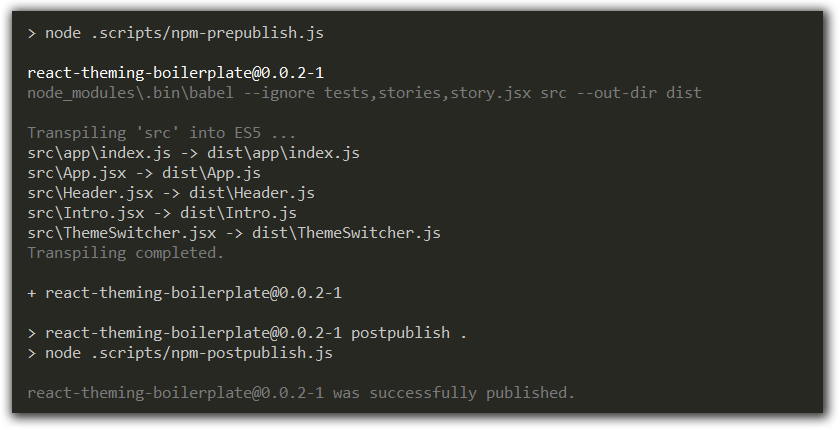 > node .scripts/npm-prepublish.js
react-theming-boilerplate@0.0.2-1
node_modules\.bin\babel --ignore tests,stories,story.jsx src --out-dir dist
Transpiling 'src' into ES5 ...
src\app\index.js -> dist\app\index.js
src\App.jsx -> dist\App.js
src\Header.jsx -> dist\Header.js
src\Intro.jsx -> dist\Intro.js
src\ThemeSwitcher.jsx -> dist\ThemeSwitcher.js
Transpiling completed.
+ react-theming-boilerplate@0.0.2-1
> react-theming-boilerplate@0.0.2-1 postpublish .
> node .scripts/npm-postpublish.js
react-theming-boilerplate@0.0.2-1 was successfully published.